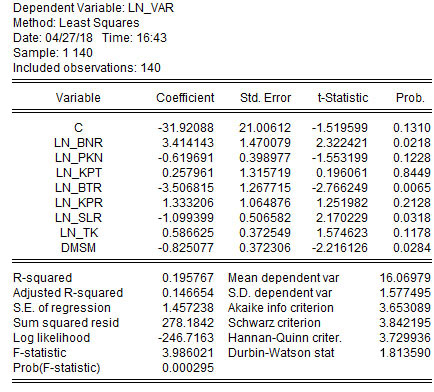 Dependent Variable: LN_VAR
Method: Least Squares
Date: 04/27/18 Time: 16:43
Sample: 1 140
Included observations: 140
Variable Coefficient Std. Error t-Statistic Prob.
C -31.92088 21.00612 -1.519599 0.1310
LN_BNR 3.414143 1.470079 2.322421 0.0218
LN_PKN -0.619691 0.398977 -1.553199 0.1228
LN_KPT 0.257961 1.315719 0.196061 0.8449
LN_BTR -3.506815 1.267715 -2.766249 0.0065
LN_KPR 1.333206 1.064876 1.251982 0.2128
LN_SLR -1.099399 0.506582 2.170229 0.0318
LN_TK 0.586625 0.372549 1.574623 0.1178
DMSM -0.825077 0.372306 -2.216126 0.0284
R-squared 0.195767 Mean dependent var 16.06979
Adjusted R-squared 0.146654 S.D. dependent var 1.577495
S.E. of regression 1.457238 Akaike info criterion 3.653089
Sum squared resid 278.1842 Schwarz criterion 3.842195
Log likelihood -246.7163 Hannan-Quinn criter. 3.729936
F-statistic 3.986021 Durbin-Watson stat 1.813590
Prob(F-statistic) 0.000295